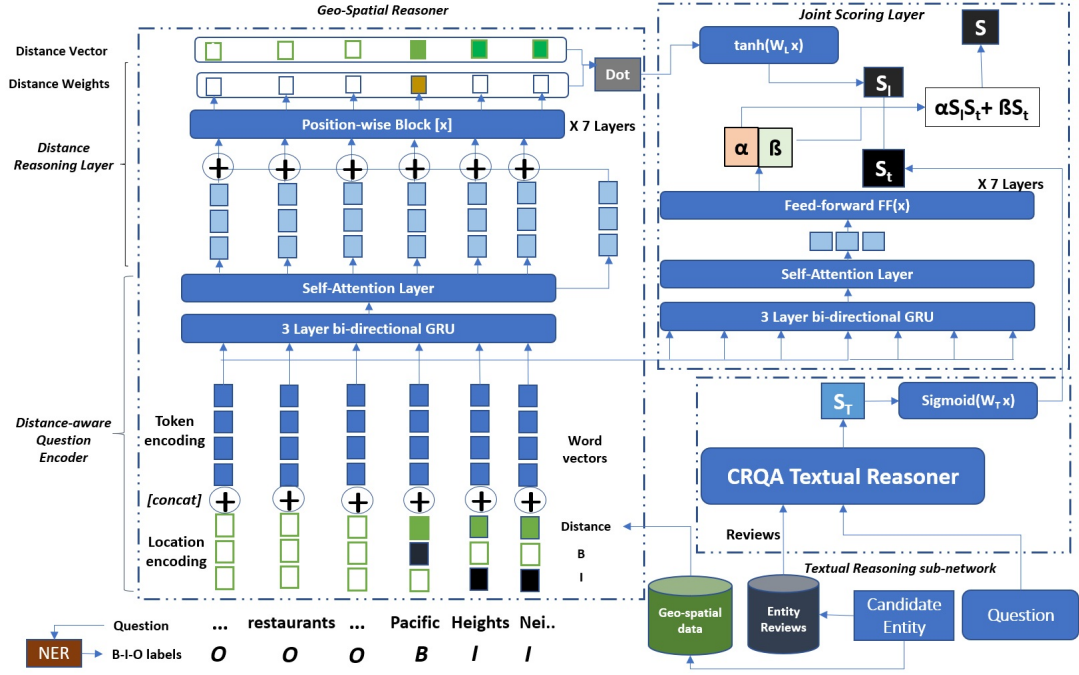 Geo-Spatial Reasoner
Joint Scoring Layer
Distance Vector
Distance Weights
Dot
tanh(W_L x)
S
S_l
αS_lS_t + ßS_t
Position-wise Block [x]
X 7 Layers
α
ß
S_t
Distance
Reasoning Layer
+ + + + + +
X 7 Layers
Feed-forward FF(x)
Self-Attention Layer
Self-Attention Layer
3 Layer bi-directional GRU
3 Layer bi-directional GRU
Distance-aware
Question
Encoder
Token
encoding
Word
vectors
S_T
Sigmoid(W_T x)
CRQA Textual Reasoner
[concat]
+ + + + + +
Location
encoding
Distance
B
I
Reviews
Textual Reasoning sub-network
Geo-spatial
data
Entity
Reviews
Candidate
Entity
Question
NER
Question
... restaurants ... Pacific Heights Nei..
B-I-O labels
O O O B I I